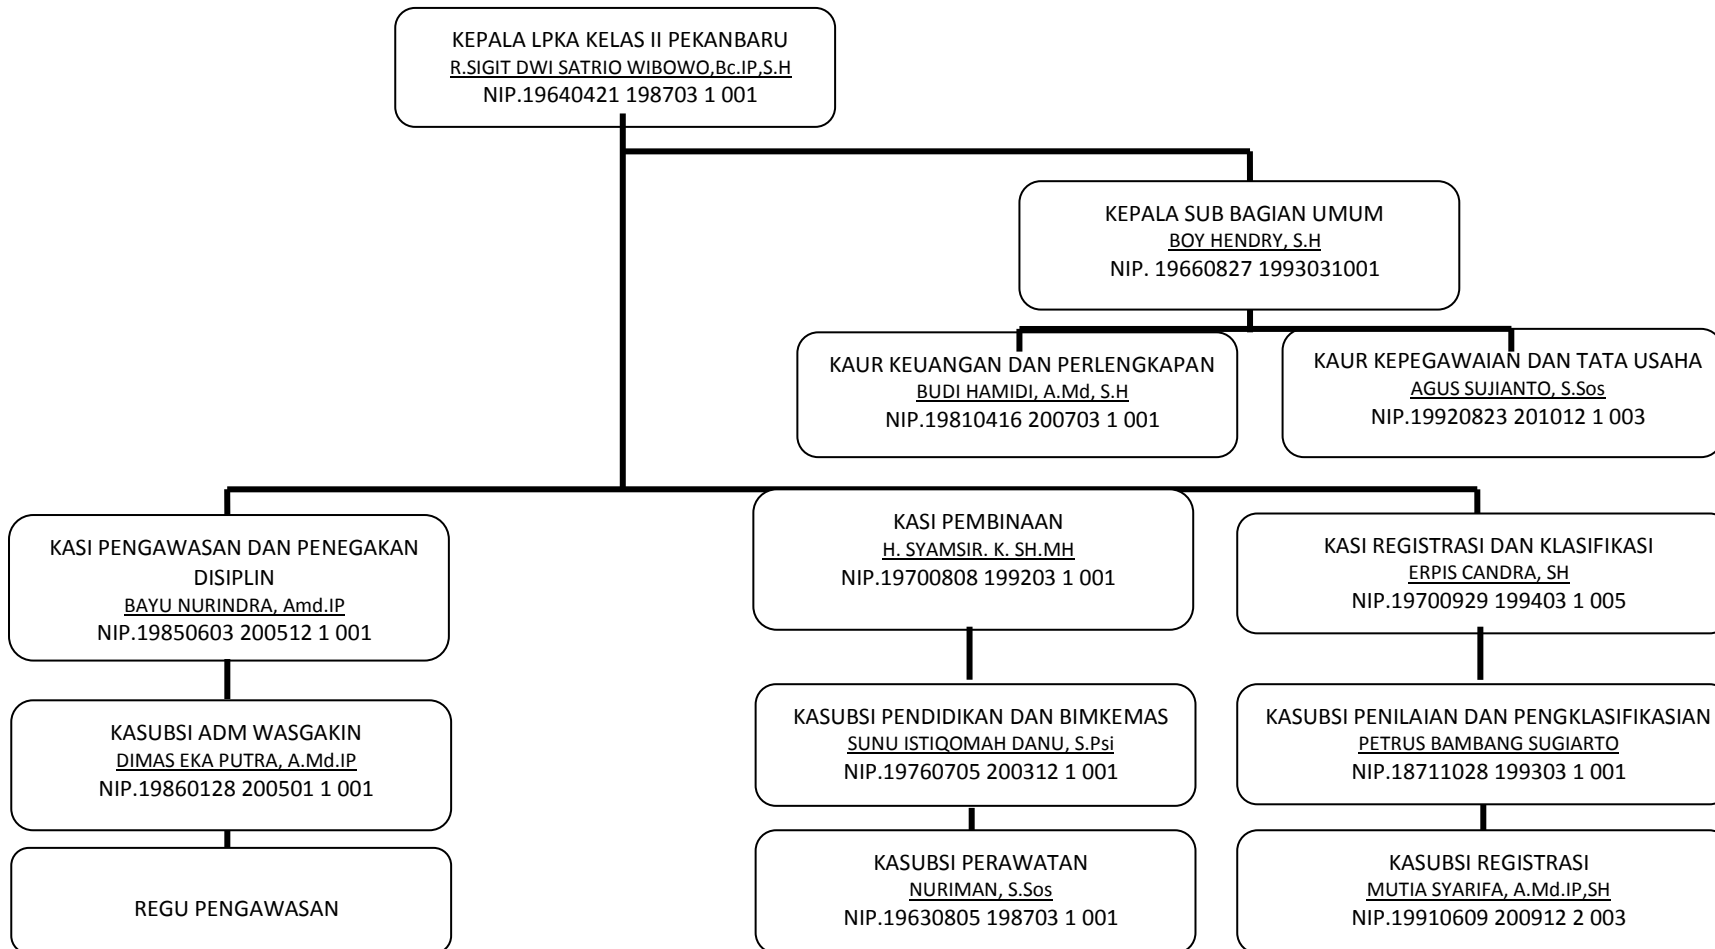 KEPALA LPKA KELAS II PEKANBARU
R.SIGIT DWI SATRIO WIBOWO,Bc.IP,S.H
NIP.19640421 198703 1 001
KEPALA SUB BAGIAN UMUM
BOY HENDRY, S.H
NIP. 19660827 1993031001
KAUR KEUANGAN DAN PERLENGKAPAN
BUDI HAMIDI, A.Md, S.H
NIP.19810416 200703 1 001
KAUR KEPEGAWAIAN DAN TATA USAHA
AGUS SUJIANTO, S.Sos
NIP.19920823 201012 1 003
KASI PENGAWASAN DAN PENEGAKAN
DISIPLIN
BAYU NURINDRA, Amd.IP
NIP.19850603 200512 1 001
KASI PEMBINAAN
H. SYAMSIR. K. SH.MH
NIP.19700808 199203 1 001
KASI REGISTRASI DAN KLASIFIKASI
ERPIS CANDRA, SH
NIP.19700929 199403 1 005
KASUBSI ADM WASGAKIN
DIMAS EKA PUTRA, A.Md.IP
NIP.19860128 200501 1 001
KASUBSI PENDIDIKAN DAN BIMKEMAS
SUNU ISTIQOMAH DANU, S.Psi
NIP.19760705 200312 1 001
KASUBSI PENILAIAN DAN PENGKLASIFIKASIAN
PETRUS BAMBANG SUGIARTO
NIP.18711028 199303 1 001
REGU PENGAWASAN
KASUBSI PERAWATAN
NURIMAN, S.Sos
NIP.19630805 198703 1 001
KASUBSI REGISTRASI
MUTIA SYARIFA, A.Md.IP,SH
NIP.19910609 200912 2 003